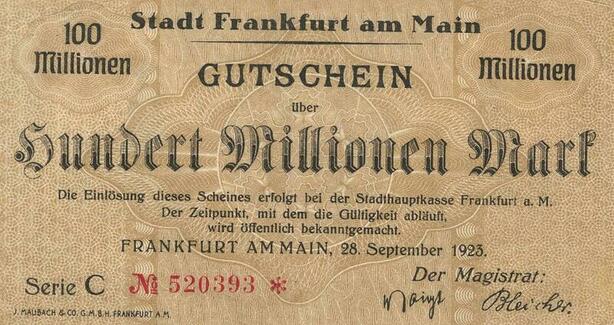 Stadt Frankfurt am Main
100 Millionen
100 Millionen
GUTSCHEIN
über
Hundert Millionen Mark
Die Einlösung dieses Scheines erfolgt bei der Stadthauptkasse Frankfurt a. M.
Der Zeitpunkt, mit dem die Gültigkeit abläuft,
wird öffentlich bekanntgemacht.
FRANKFURT AM MAIN, 28. September 1923.
Serie C № 520393 *
Der Magistrat:
Voigt Bleicher
J. MAUBACH & CO. G.M.B.H. FRANKFURT A.M.